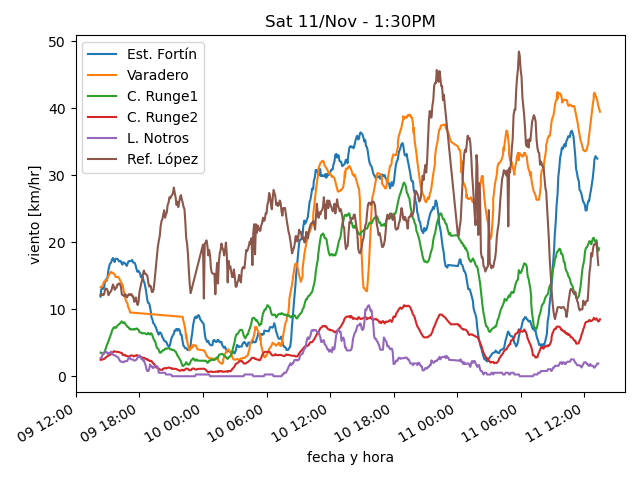 Sat 11/Nov - 1:30PM
50
40
30
20
10
0
viento [km/hr]
Est. Fortín
Varadero
C. Runge1
C. Runge2
L. Notros
Ref. López
09 12:00
09 18:00
10 00:00
10 06:00
10 12:00
10 18:00
11 00:00
11 06:00
11 12:00
fecha y hora